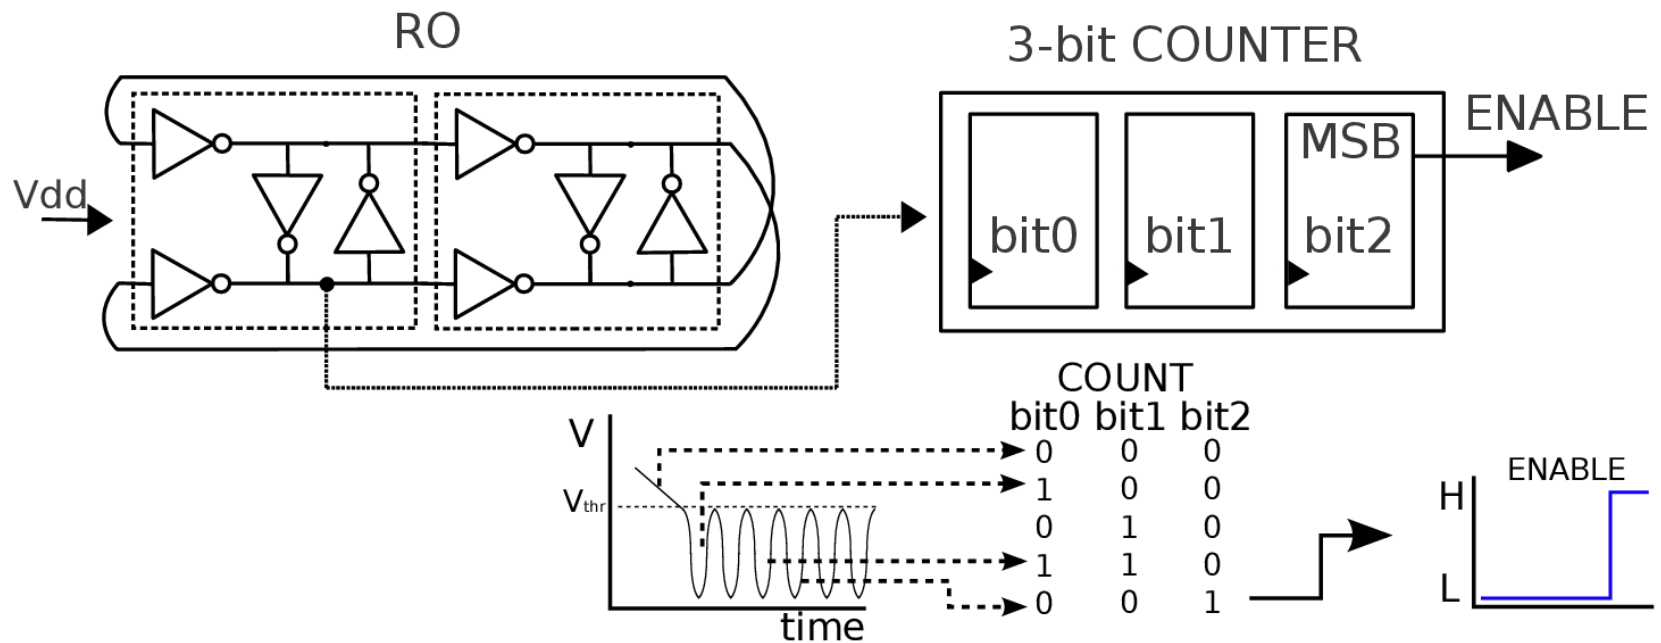 RO
3-bit COUNTER
ENABLE
Vdd
MSB
bit0 bit1 bit2
COUNT
bit0 bit1 bit2
0 0 0
1 0 0
0 1 0
1 1 0
0 0 1
V
Vthr
time
ENABLE
H
L